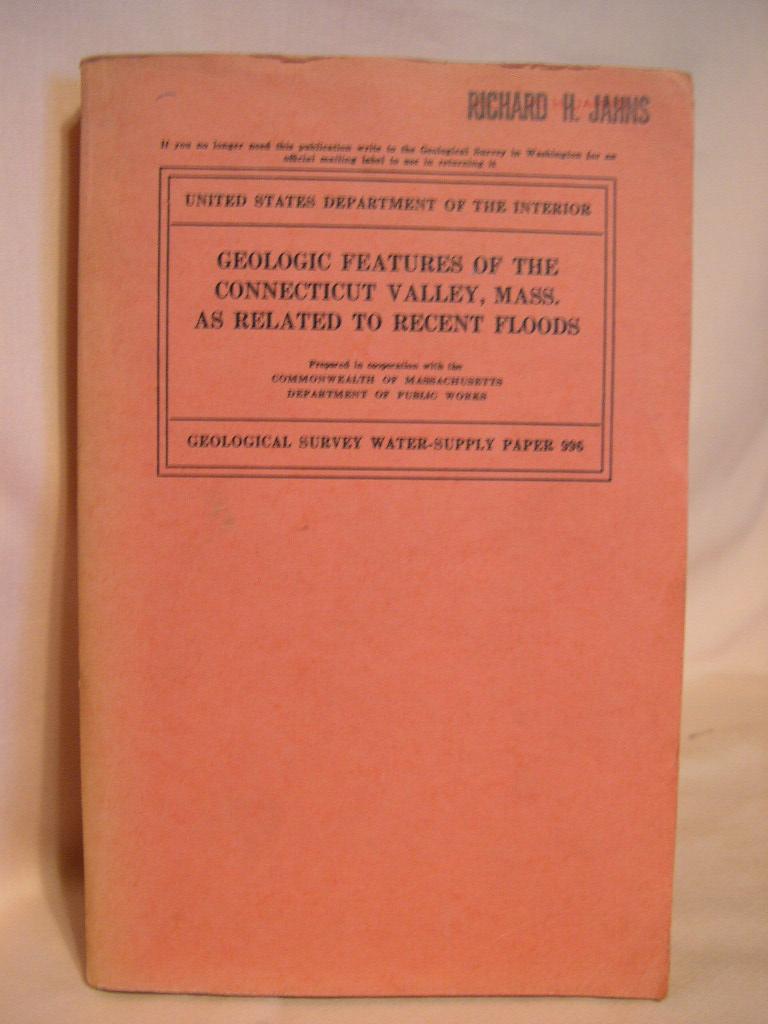 RICHARD H. JAHNS
If you no longer need this publication write to the Geological Survey in Washington for an
official mailing label to use in returning it
UNITED STATES DEPARTMENT OF THE INTERIOR
GEOLOGIC FEATURES OF THE
CONNECTICUT VALLEY, MASS.
AS RELATED TO RECENT FLOODS
Prepared in cooperation with the
COMMONWEALTH OF MASSACHUSETTS
DEPARTMENT OF PUBLIC WORKS
GEOLOGICAL SURVEY WATER-SUPPLY PAPER 996